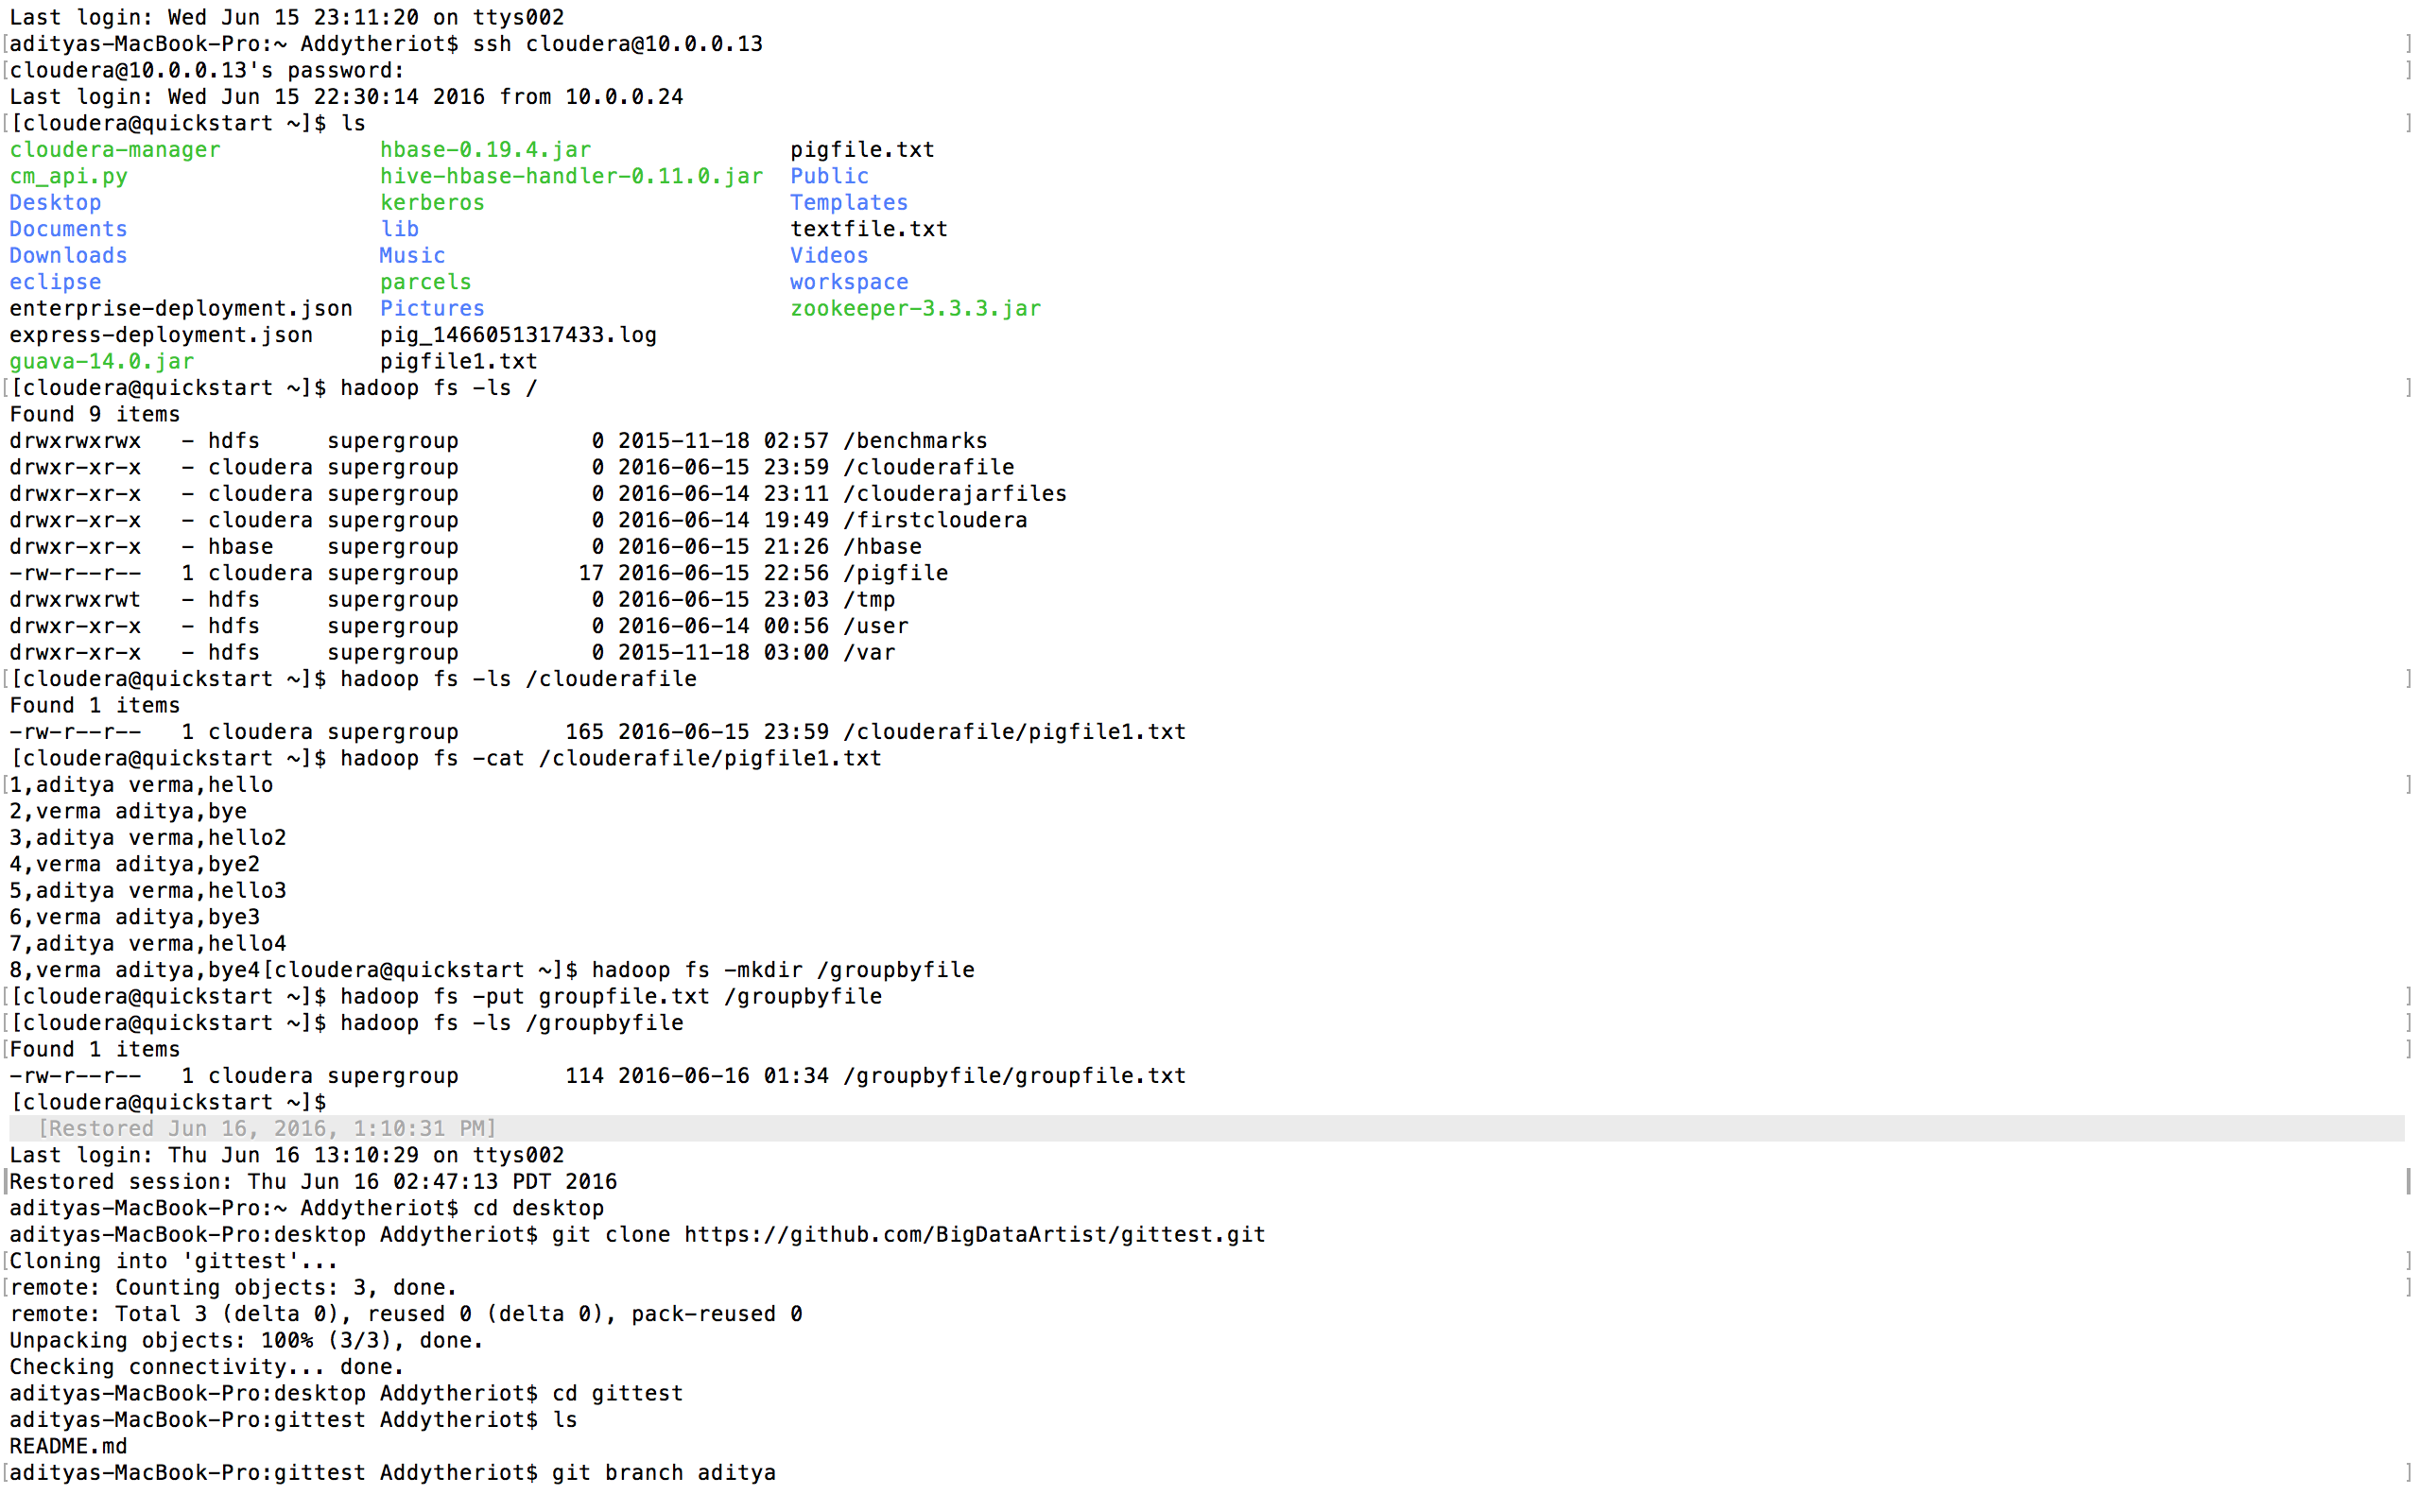 Last login: Wed Jun 15 23:11:20 on ttys002
[adityas-MacBook-Pro:~ Addytheriot$ ssh cloudera@10.0.0.13 ]
[cloudera@10.0.0.13's password: ]
Last login: Wed Jun 15 22:30:14 2016 from 10.0.0.24
[[cloudera@quickstart ~]$ ls ]
cloudera-manager hbase-0.19.4.jar pigfile.txt
cm_api.py hive-hbase-handler-0.11.0.jar Public
Desktop kerberos Templates
Documents lib textfile.txt
Downloads Music Videos
eclipse parcels workspace
enterprise-deployment.json Pictures zookeeper-3.3.3.jar
express-deployment.json pig_1466051317433.log
guava-14.0.jar pigfile1.txt
[[cloudera@quickstart ~]$ hadoop fs -ls / ]
Found 9 items
drwxrwxrwx - hdfs supergroup 0 2015-11-18 02:57 /benchmarks
drwxr-xr-x - cloudera supergroup 0 2016-06-15 23:59 /clouderafile
drwxr-xr-x - cloudera supergroup 0 2016-06-14 23:11 /clouderajarfiles
drwxr-xr-x - cloudera supergroup 0 2016-06-14 19:49 /firstcloudera
drwxr-xr-x - hbase supergroup 0 2016-06-15 21:26 /hbase
-rw-r--r-- 1 cloudera supergroup 17 2016-06-15 22:56 /pigfile
drwxrwxrwt - hdfs supergroup 0 2016-06-15 23:03 /tmp
drwxr-xr-x - hdfs supergroup 0 2016-06-14 00:56 /user
drwxr-xr-x - hdfs supergroup 0 2015-11-18 03:00 /var
[[cloudera@quickstart ~]$ hadoop fs -ls /clouderafile ]
Found 1 items
-rw-r--r-- 1 cloudera supergroup 165 2016-06-15 23:59 /clouderafile/pigfile1.txt
[cloudera@quickstart ~]$ hadoop fs -cat /clouderafile/pigfile1.txt
[1,aditya verma,hello ]
2,verma aditya,bye
3,aditya verma,hello2
4,verma aditya,bye2
5,aditya verma,hello3
6,verma aditya,bye3
7,aditya verma,hello4
8,verma aditya,bye4[cloudera@quickstart ~]$ hadoop fs -mkdir /groupbyfile
[[cloudera@quickstart ~]$ hadoop fs -put groupfile.txt /groupbyfile ]
[[cloudera@quickstart ~]$ hadoop fs -ls /groupbyfile ]
[Found 1 items ]
-rw-r--r-- 1 cloudera supergroup 114 2016-06-16 01:34 /groupbyfile/groupfile.txt
[cloudera@quickstart ~]$
[Restored Jun 16, 2016, 1:10:31 PM]
Last login: Thu Jun 16 13:10:29 on ttys002
Restored session: Thu Jun 16 02:47:13 PDT 2016
adityas-MacBook-Pro:~ Addytheriot$ cd desktop
adityas-MacBook-Pro:desktop Addytheriot$ git clone https://github.com/BigDataArtist/gittest.git
[Cloning into 'gittest'... ]
[remote: Counting objects: 3, done. ]
remote: Total 3 (delta 0), reused 0 (delta 0), pack-reused 0
Unpacking objects: 100% (3/3), done.
Checking connectivity... done.
adityas-MacBook-Pro:desktop Addytheriot$ cd gittest
adityas-MacBook-Pro:gittest Addytheriot$ ls
README.md
[adityas-MacBook-Pro:gittest Addytheriot$ git branch aditya ]